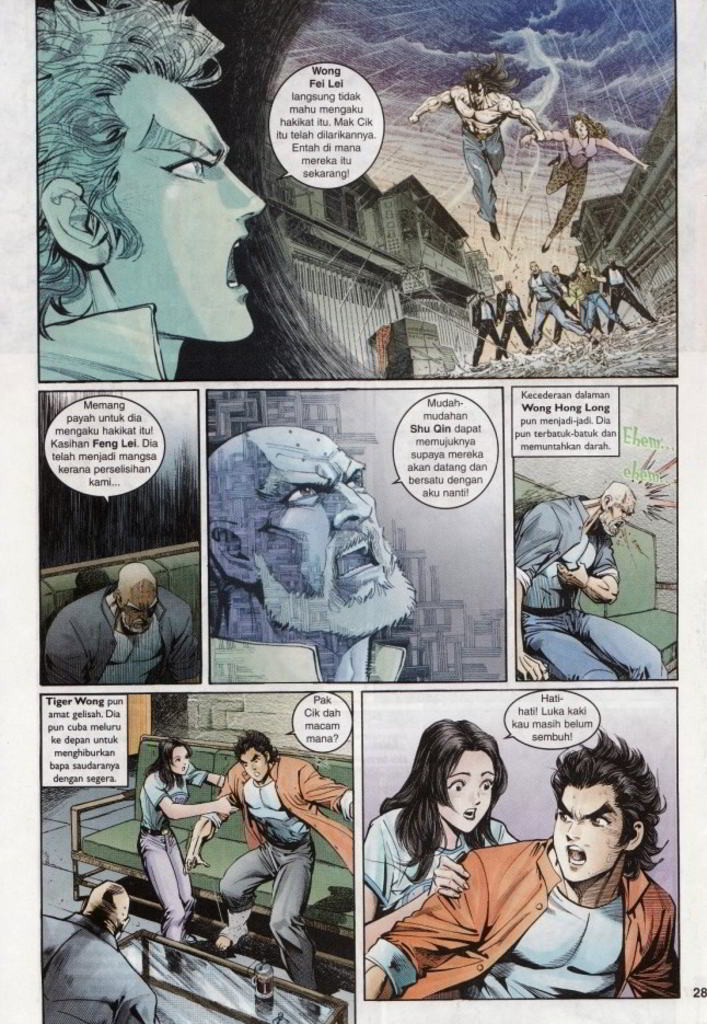 Wong
Fei Lei
langsung tidak
mahu mengaku
hakikat itu. Mak Cik
itu telah dilarikannya.
Entah di mana
mereka itu
sekarang!
Memang
payah untuk dia
mengaku hakikat itu!
Kasihan Feng Lei. Dia
telah menjadi mangsa
kerana perselisihan
kami...
Mudah-
mudahan
Shu Qin dapat
memujuknya
supaya mereka
akan datang dan
bersatu dengan
aku nanti!
Kecederaan dalaman
Wong Hong Long
pun menjadi-jadi. Dia
pun terbatuk-batuk dan
memuntahkan darah.
Ehem...
ehem...
Tiger Wong pun
amat gelisah. Dia
pun cuba meluru
ke depan untuk
menghiburkan
bapa saudaranya
dengan segera.
Pak
Cik dah
macam
mana?
Hati-
hati! Luka kaki
kau masih belum
sembuh!
28